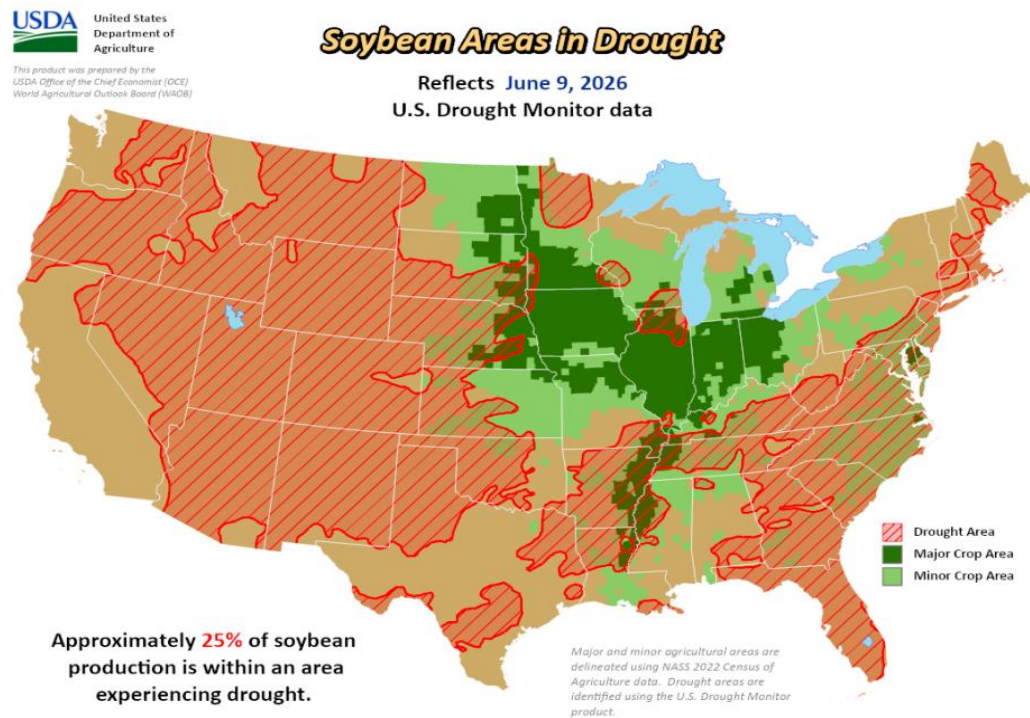 USDA
United States
Department of
Agriculture
This product was prepared by the
USDA Office of the Chief Economist (OCE)
World Agricultural Outlook Board (WAOB)
Soybean Areas in Drought
Reflects June 9, 2026
U.S. Drought Monitor data
Drought Area
Major Crop Area
Minor Crop Area
Approximately 25% of soybean
production is within an area
experiencing drought.
Major and minor agricultural areas are
delineated using NASS 2022 Census of
Agriculture data. Drought areas are
identified using the U.S. Drought Monitor
product.